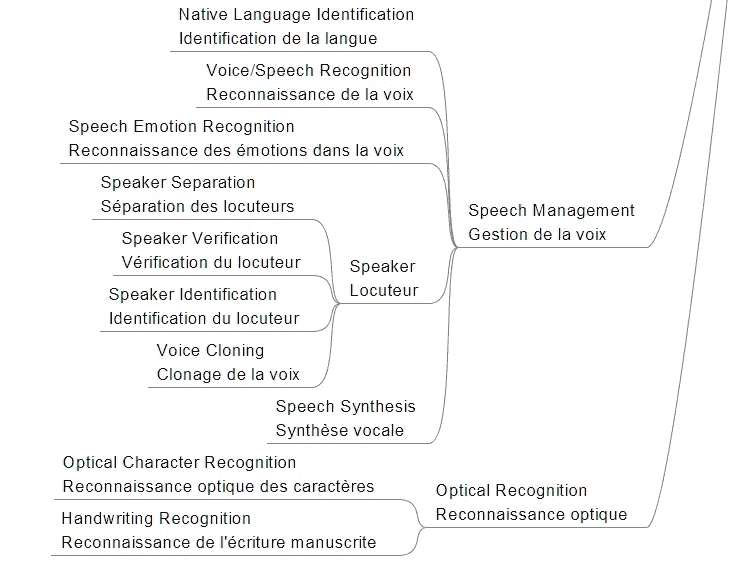 Native Language Identification
Identification de la langue
Voice/Speech Recognition
Reconnaissance de la voix
Speech Emotion Recognition
Reconnaissance des émotions dans la voix
Speaker Separation
Séparation des locuteurs
Speaker Verification
Vérification du locuteur
Speaker Identification
Identification du locuteur
Voice Cloning
Clonage de la voix
Speaker
Locuteur
Speech Synthesis
Synthèse vocale
Speech Management
Gestion de la voix
Optical Character Recognition
Reconnaissance optique des caractères
Handwriting Recognition
Reconnaissance de l'écriture manuscrite
Optical Recognition
Reconnaissance optique